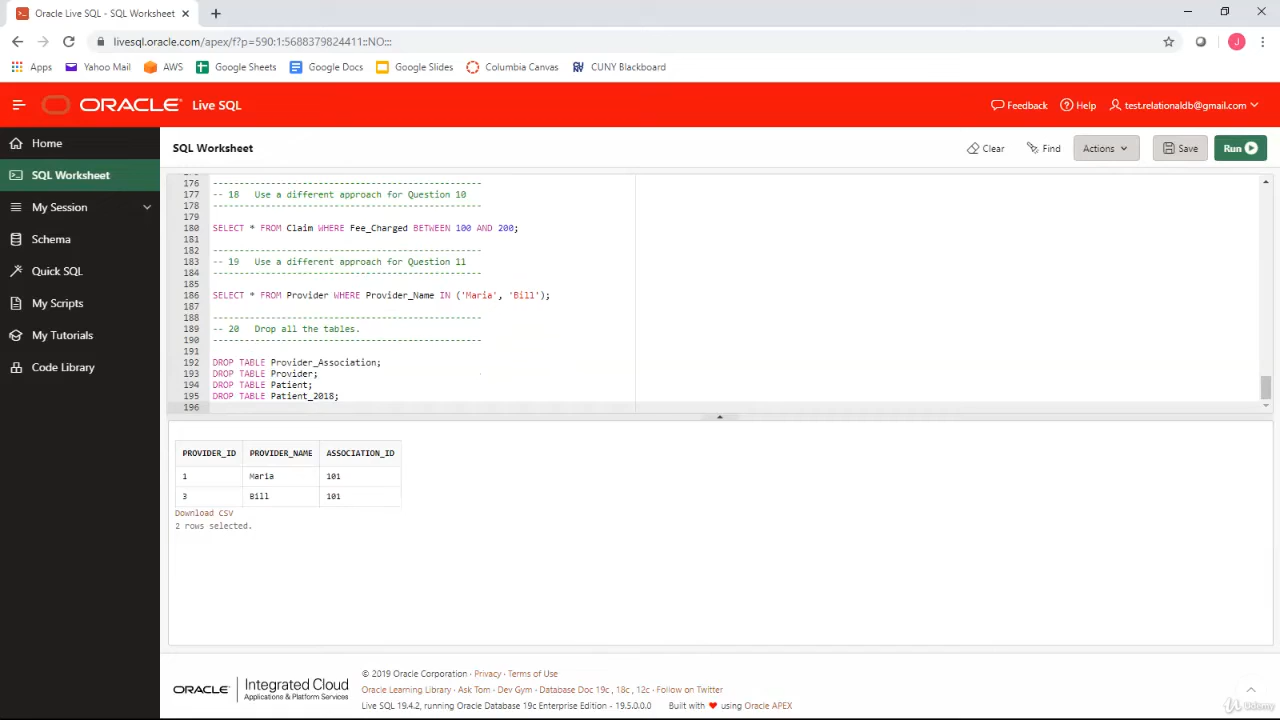 Oracle Live SQL - SQL Worksheet
livesql.oracle.com/apex/f?p=590:1:5688379824411::NO:::
J
Apps Yahoo Mail AWS Google Sheets Google Docs Google Slides Columbia Canvas CUNY Blackboard
ORACLE Live SQL
Feedback Help test.relationaldb@gmail.com
Home
SQL Worksheet
My Session
Schema
Quick SQL
My Scripts
My Tutorials
Code Library
SQL Worksheet
Clear Find Actions Save Run
176 -------------------------------------------------
177 -- 18 Use a different approach for Question 10
178 -------------------------------------------------
179
180 SELECT * FROM Claim WHERE Fee_Charged BETWEEN 100 AND 200;
181
182 -------------------------------------------------
183 -- 19 Use a different approach for Question 11
184 -------------------------------------------------
185
186 SELECT * FROM Provider WHERE Provider_Name IN ('Maria', 'Bill');
187
188 -------------------------------------------------
189 -- 20 Drop all the tables.
190 -------------------------------------------------
191
192 DROP TABLE Provider_Association;
193 DROP TABLE Provider;
194 DROP TABLE Patient;
195 DROP TABLE Patient_2018;
196
PROVIDER_ID PROVIDER_NAME ASSOCIATION_ID
1 Maria 101
3 Bill 101
Download CSV
2 rows selected.
ORACLE Integrated Cloud
Applications & Platform Services
© 2019 Oracle Corporation · Privacy · Terms of Use
Oracle Learning Library · Ask Tom · Dev Gym · Database Doc 19c, 18c, 12c · Follow on Twitter
Live SQL 19.4.2, running Oracle Database 19c Enterprise Edition - 19.5.0.0.0 Built with ❤ using Oracle APEX
Udemy